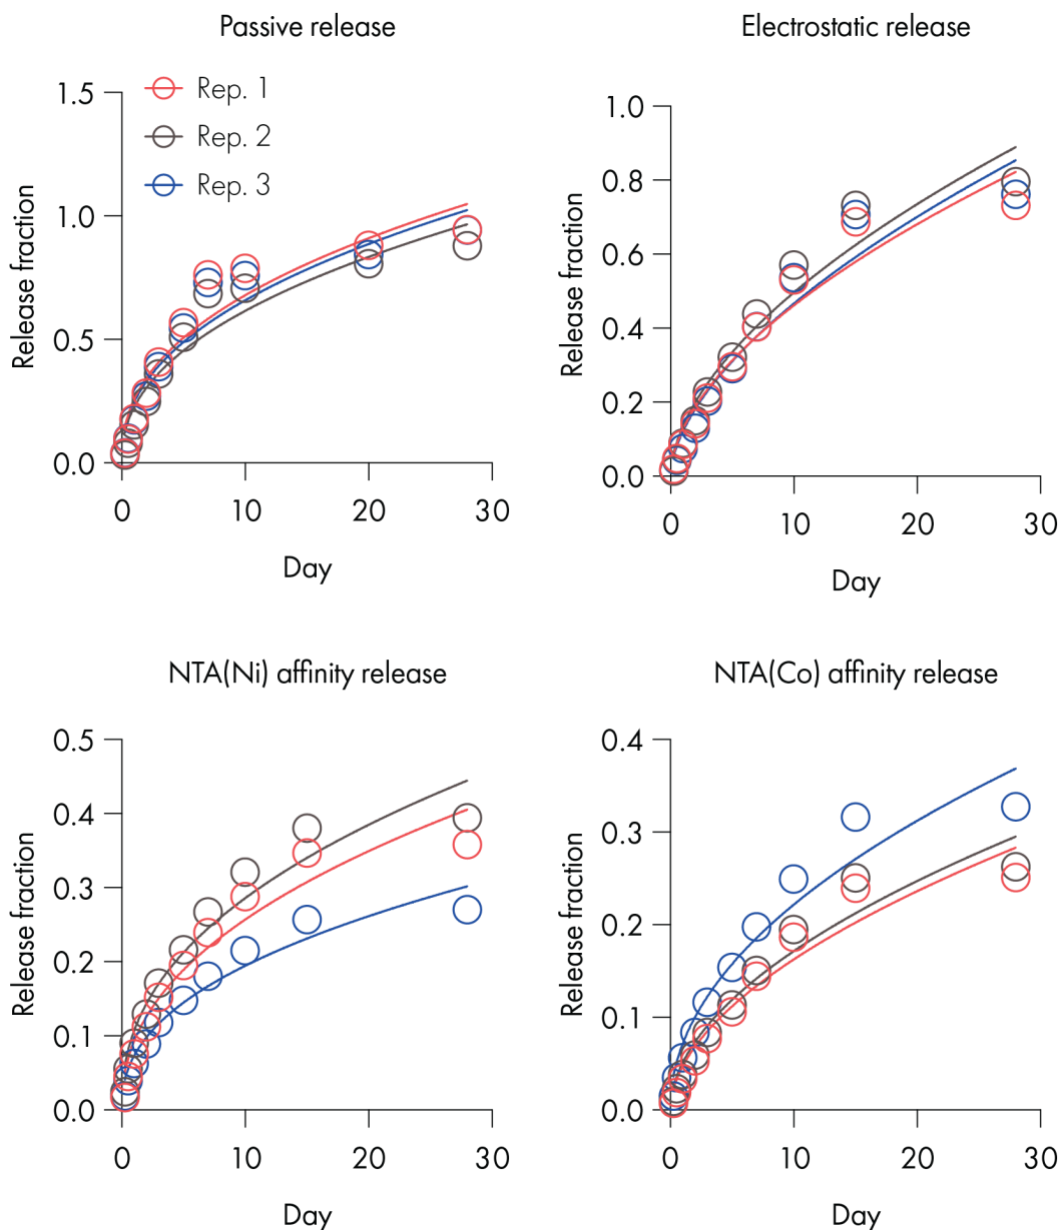 Passive release
1.5
1.0
0.5
0.0
Release fraction
Rep. 1
Rep. 2
Rep. 3
0 10 20 30
Day
Electrostatic release
1.0
0.8
0.6
0.4
0.2
0.0
Release fraction
0 10 20 30
Day
NTA(Ni) affinity release
0.5
0.4
0.3
0.2
0.1
0.0
Release fraction
0 10 20 30
Day
NTA(Co) affinity release
0.4
0.3
0.2
0.1
0.0
Release fraction
0 10 20 30
Day